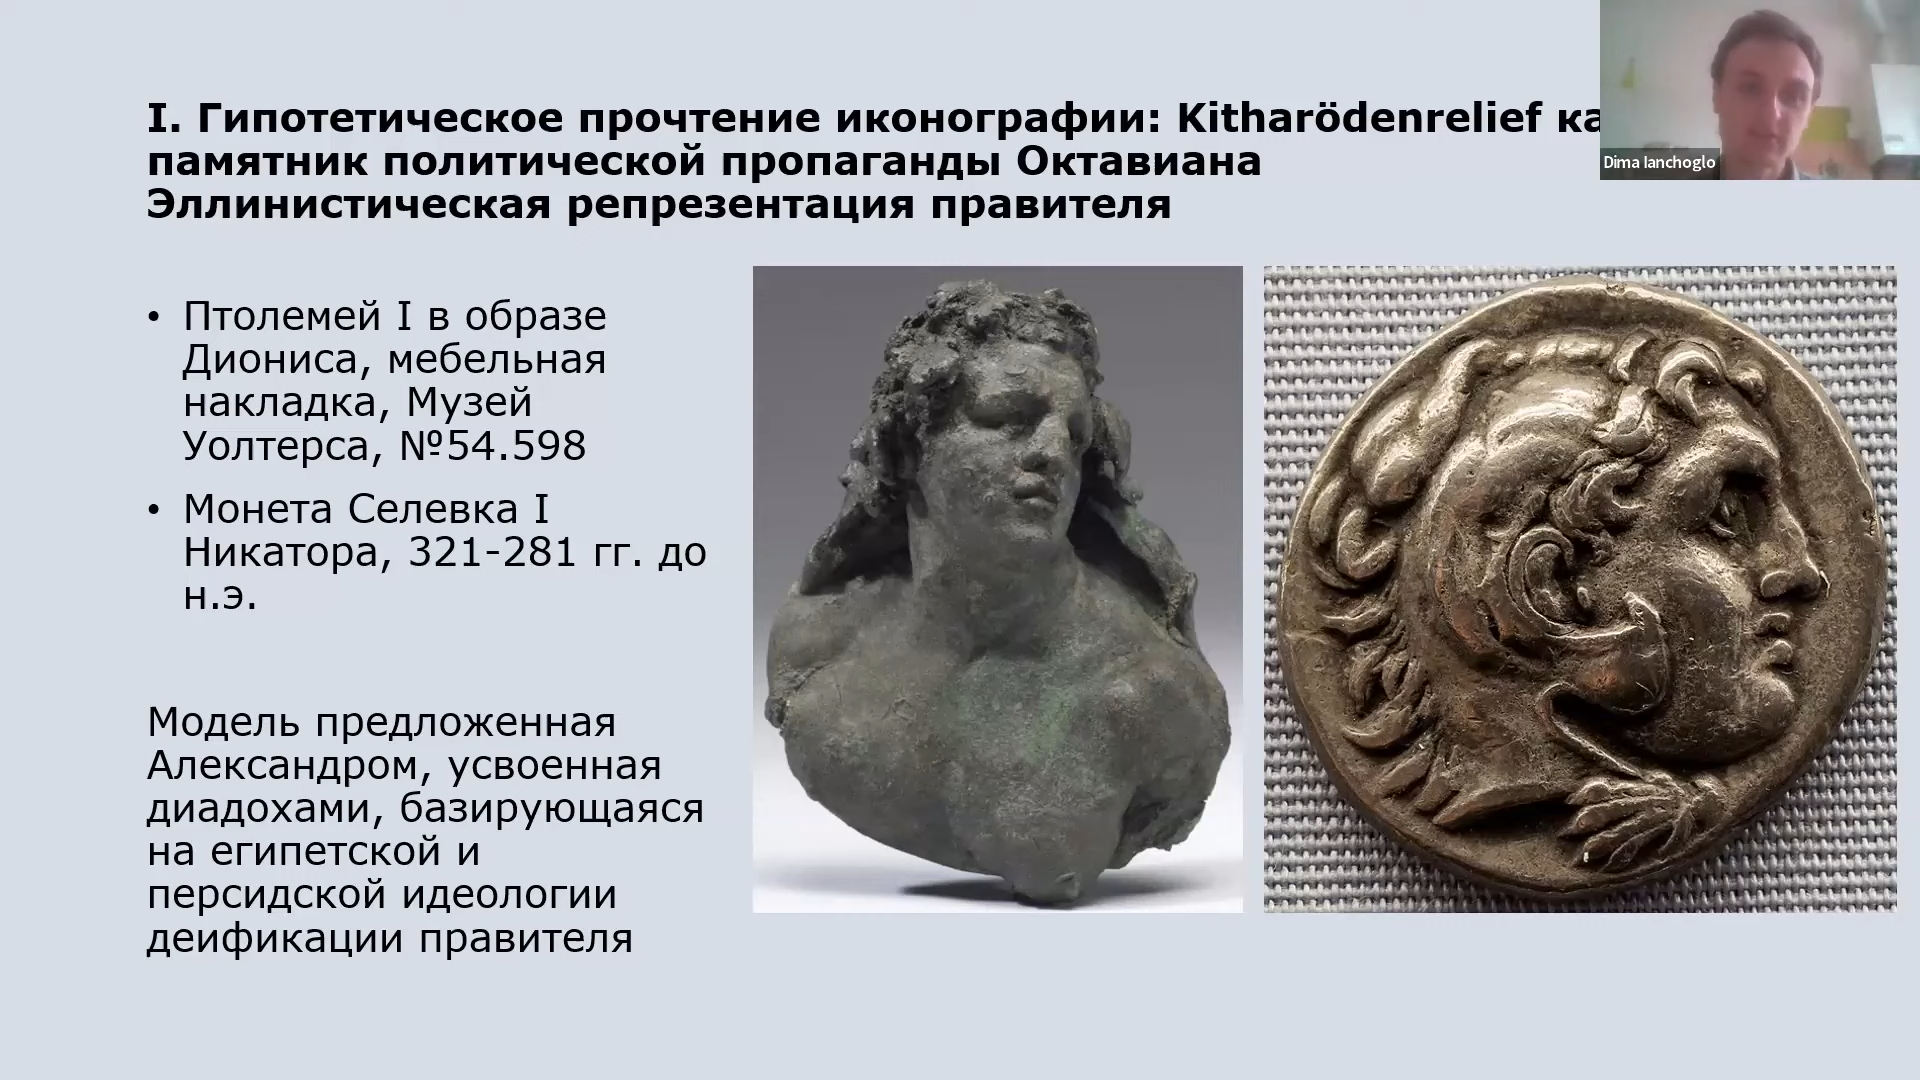 I. Гипотетическое прочтение иконографии: Kitharödenrelief ка
памятник политической пропаганды Октавиана
Эллинистическая репрезентация правителя
Dima Ianchoglo
• Птолемей I в образе
Диониса, мебельная
накладка, Музей
Уолтерса, №54.598
• Монета Селевка I
Никатора, 321-281 гг. до
н.э.
Модель предложенная
Александром, усвоенная
диадохами, базирующаяся
на египетской и
персидской идеологии
деификации правителя